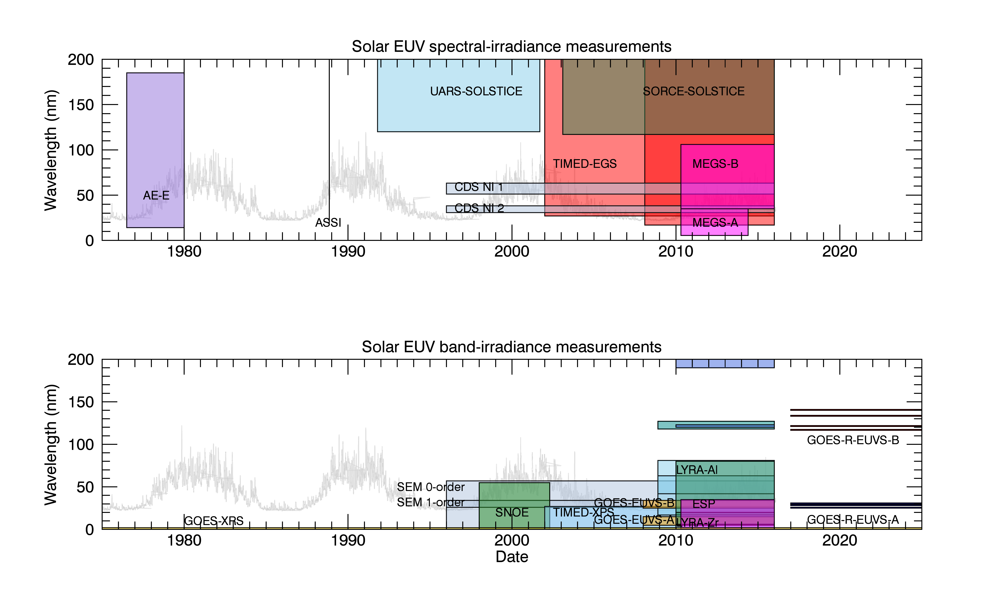 Solar EUV spectral-irradiance measurements
200
150
100
50
0
Wavelength (nm)
UARS-SOLSTICE
SORCE-SOLSTICE
TIMED-EGS
MEGS-B
CDS NI 1
AE-E
CDS NI 2
ASSI
MEGS-A
1980
1990
2000
2010
2020
Solar EUV band-irradiance measurements
200
150
100
50
0
Wavelength (nm)
GOES-R-EUVS-B
LYRA-Al
SEM 0-order
SEM 1-order
GOES-EUVS-B
ESP
SNOE
TIMED-XPS
GOES-XRS
GOES-EUVS-A
LYRA-Zr
GOES-R-EUVS-A
1980
1990
2000
2010
2020
Date